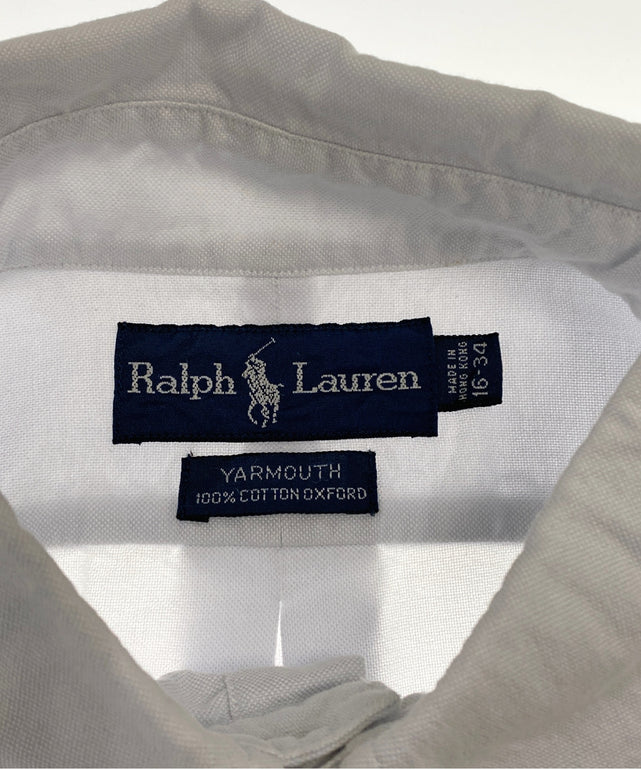 Ralph Lauren
MADE IN
HONG KONG
16-34
YARMOUTH
100% COTTON OXFORD